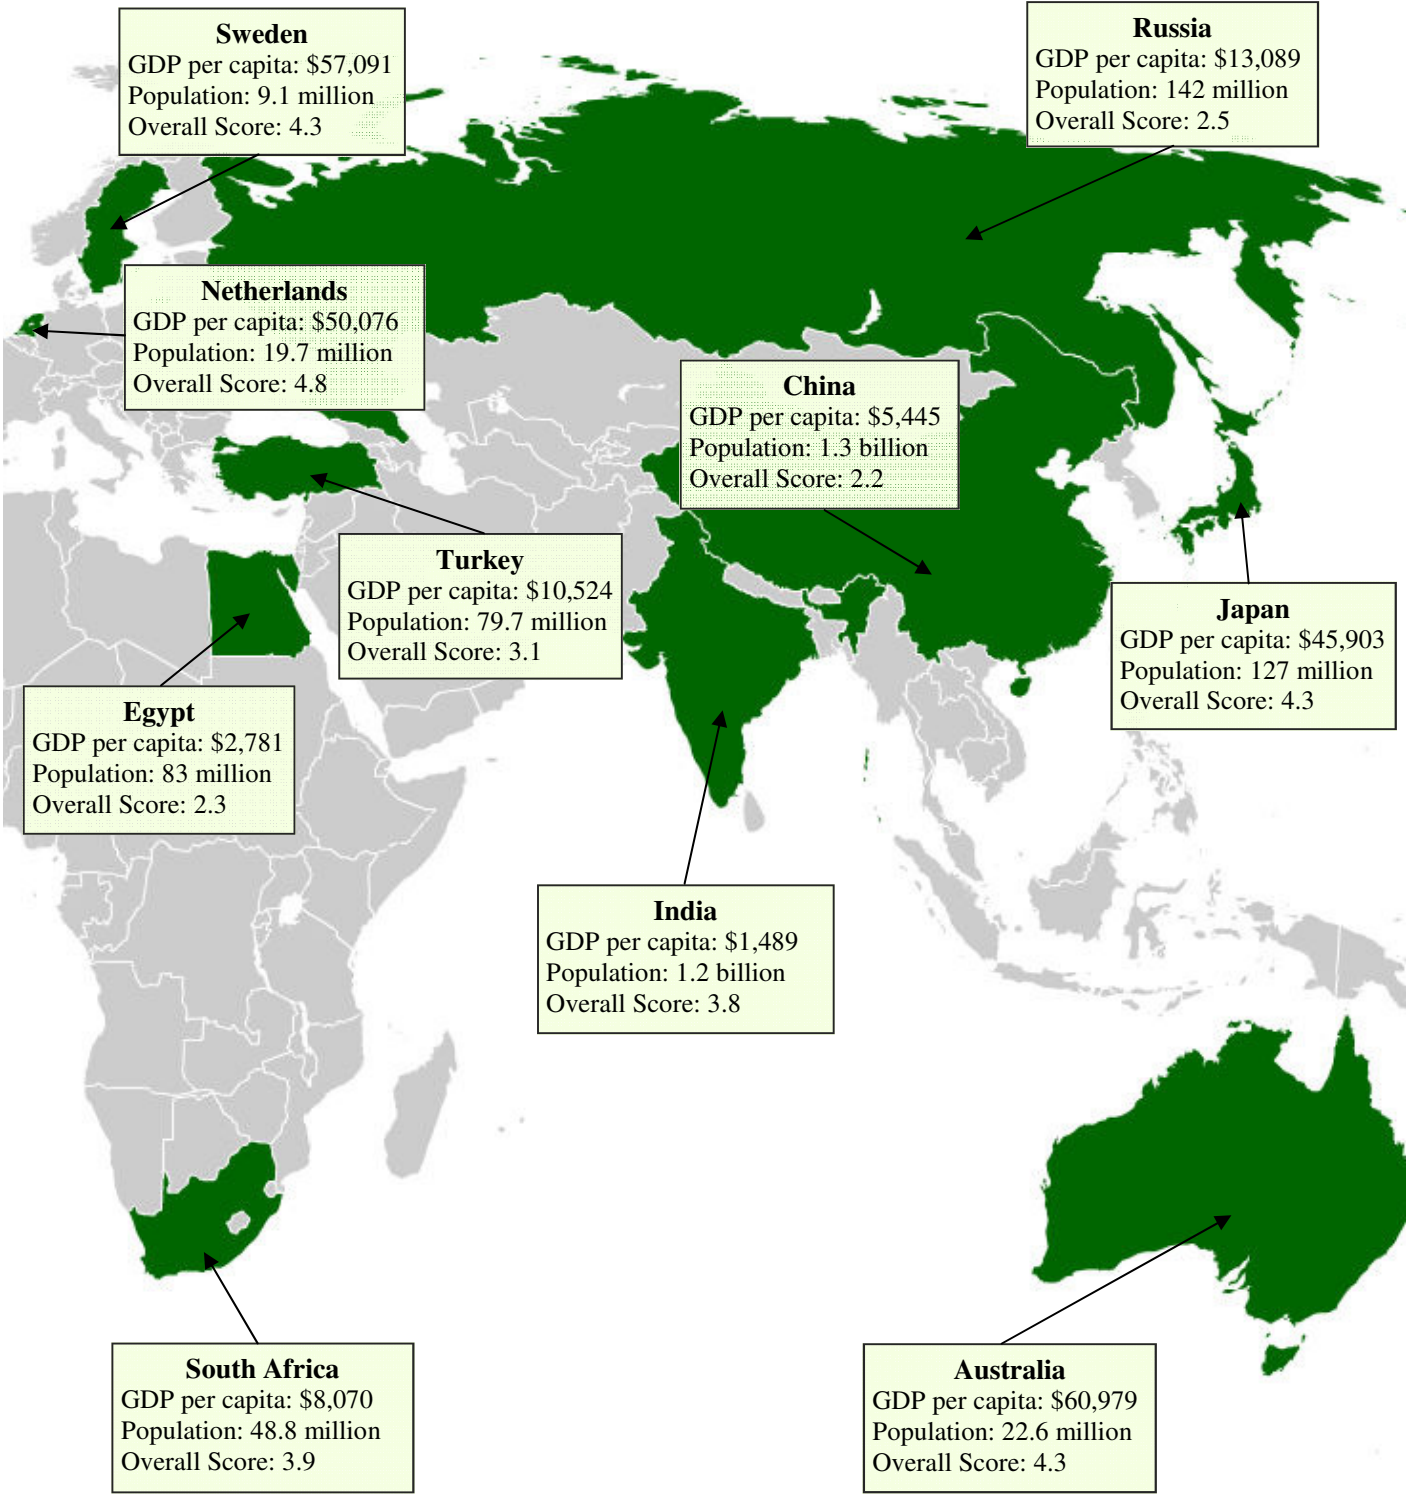 Sweden
GDP per capita: $57,091
Population: 9.1 million
Overall Score: 4.3
Russia
GDP per capita: $13,089
Population: 142 million
Overall Score: 2.5
Netherlands
GDP per capita: $50,076
Population: 19.7 million
Overall Score: 4.8
China
GDP per capita: $5,445
Population: 1.3 billion
Overall Score: 2.2
Turkey
GDP per capita: $10,524
Population: 79.7 million
Overall Score: 3.1
Japan
GDP per capita: $45,903
Population: 127 million
Overall Score: 4.3
Egypt
GDP per capita: $2,781
Population: 83 million
Overall Score: 2.3
India
GDP per capita: $1,489
Population: 1.2 billion
Overall Score: 3.8
South Africa
GDP per capita: $8,070
Population: 48.8 million
Overall Score: 3.9
Australia
GDP per capita: $60,979
Population: 22.6 million
Overall Score: 4.3